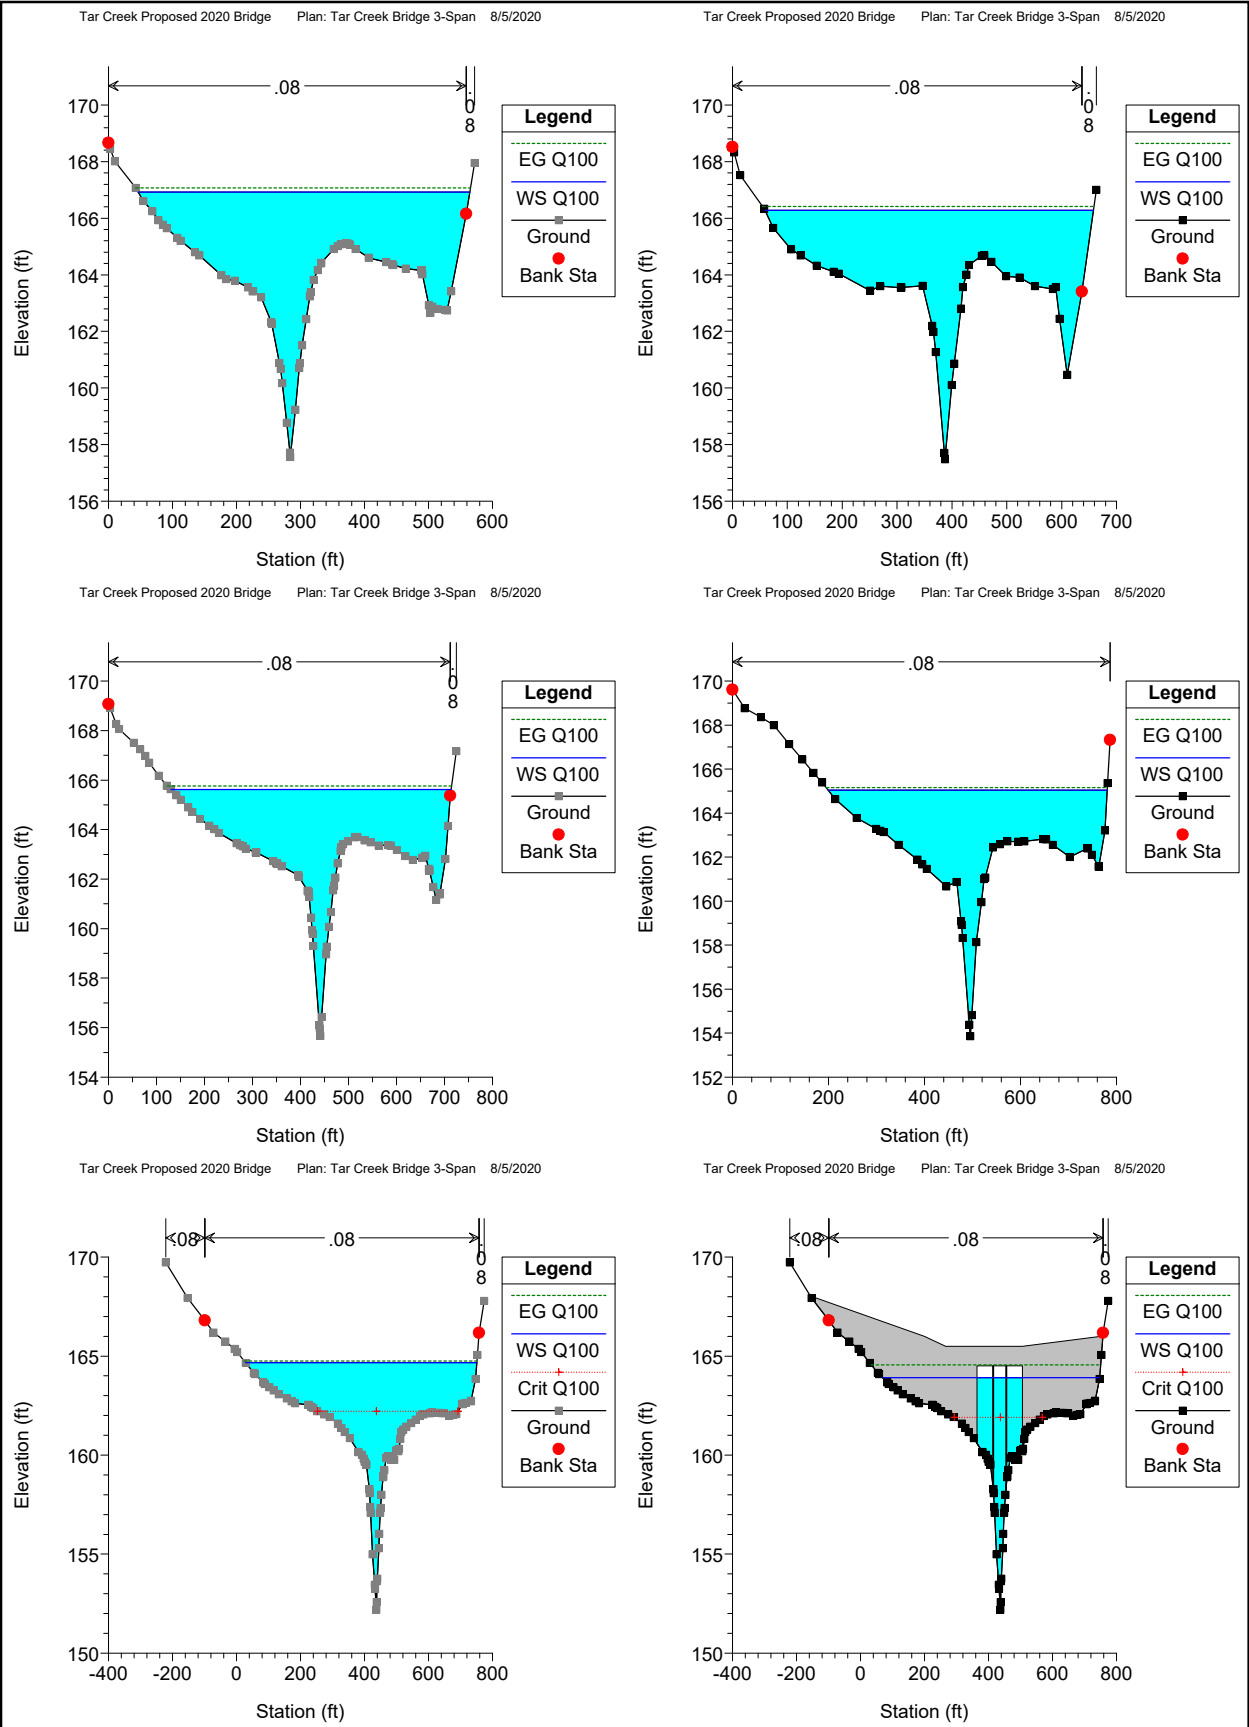 Tar Creek Proposed 2020 Bridge Plan: Tar Creek Bridge 3-Span 8/5/2020
.08 .08
170
168
166
164
162
160
158
156
Elevation (ft)
0 100 200 300 400 500 600
Station (ft)
Legend
EG Q100
WS Q100
Ground
Bank Sta
Tar Creek Proposed 2020 Bridge Plan: Tar Creek Bridge 3-Span 8/5/2020
.08 .08
170
168
166
164
162
160
158
156
Elevation (ft)
0 100 200 300 400 500 600 700
Station (ft)
Legend
EG Q100
WS Q100
Ground
Bank Sta
Tar Creek Proposed 2020 Bridge Plan: Tar Creek Bridge 3-Span 8/5/2020
.08 .08
170
168
166
164
162
160
158
156
154
Elevation (ft)
0 100 200 300 400 500 600 700 800
Station (ft)
Legend
EG Q100
WS Q100
Ground
Bank Sta
Tar Creek Proposed 2020 Bridge Plan: Tar Creek Bridge 3-Span 8/5/2020
.08
170
168
166
164
162
160
158
156
154
152
Elevation (ft)
0 200 400 600 800
Station (ft)
Legend
EG Q100
WS Q100
Ground
Bank Sta
Tar Creek Proposed 2020 Bridge Plan: Tar Creek Bridge 3-Span 8/5/2020
.08 .08 .08
170
165
160
155
150
Elevation (ft)
-400 -200 0 200 400 600 800
Station (ft)
Legend
EG Q100
WS Q100
Crit Q100
Ground
Bank Sta
Tar Creek Proposed 2020 Bridge Plan: Tar Creek Bridge 3-Span 8/5/2020
.08 .08 .08
170
165
160
155
150
Elevation (ft)
-400 -200 0 200 400 600 800
Station (ft)
Legend
EG Q100
WS Q100
Crit Q100
Ground
Bank Sta